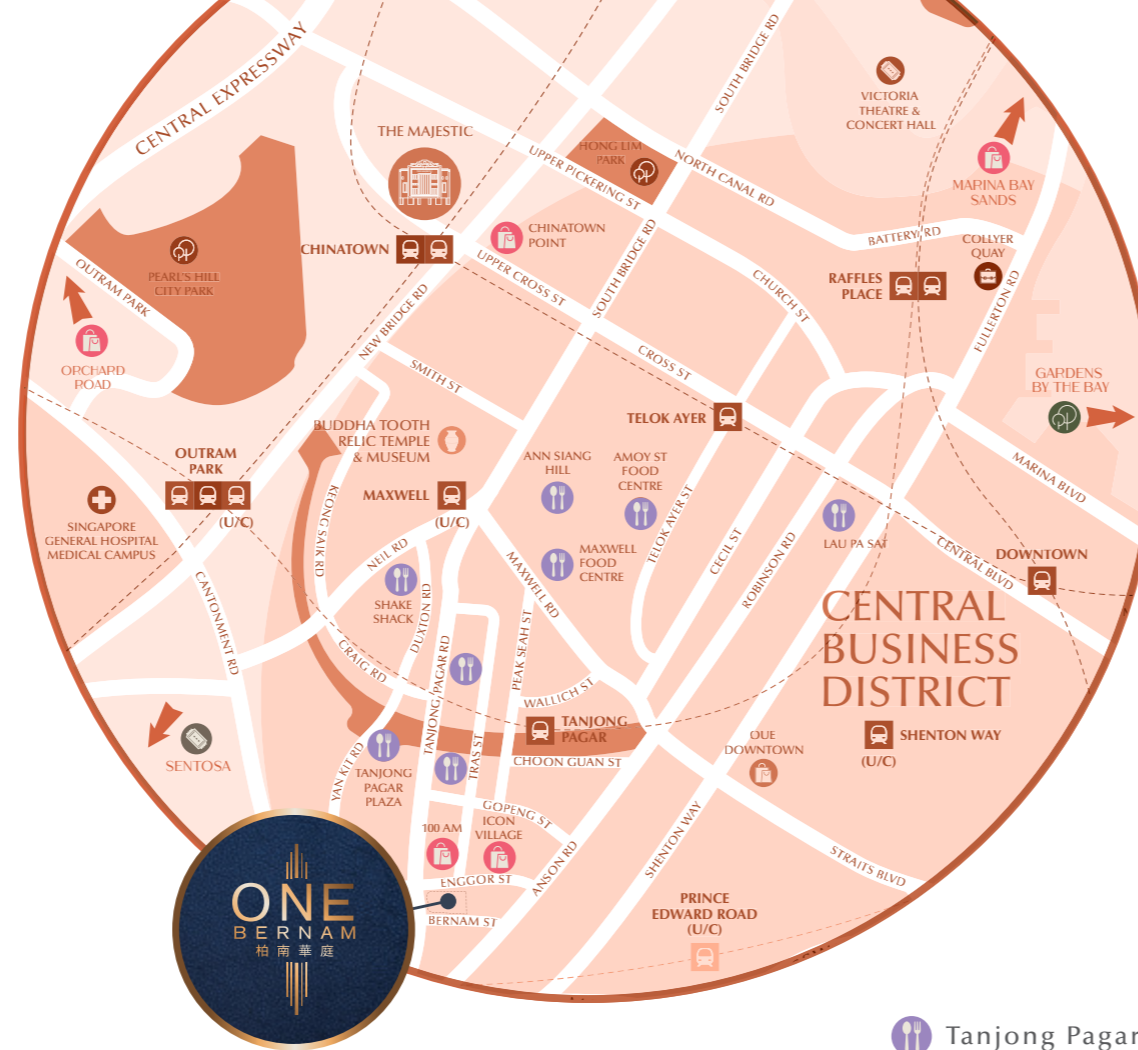 CENTRAL EXPRESSWAY
SOUTH BRIDGE RD
VICTORIA
THEATRE &
CONCERT HALL
THE MAJESTIC
HONG LIM
PARK
UPPER PICKERING ST
NORTH CANAL RD
MARINA BAY
SANDS
CHINATOWN
POINT
BATTERY RD
COLLYER
QUAY
CHINATOWN
UPPER CROSS ST
SOUTH BRIDGE RD
CHURCH ST
RAFFLES
PLACE
FULLERTON RD
OUTRAM PARK
PEARL'S HILL
CITY PARK
NEW BRIDGE RD
ORCHARD
ROAD
SMITH ST
CROSS ST
GARDENS
BY THE BAY
TELOK AYER
BUDDHA TOOTH
RELIC TEMPLE
& MUSEUM
OUTRAM
PARK
(U/C)
ANN SIANG
HILL
AMOY ST
FOOD
CENTRE
MARINA BLVD
MAXWELL
(U/C)
KEONG SAIK RD
SINGAPORE
GENERAL HOSPITAL
MEDICAL CAMPUS
NEIL RD
MAXWELL
FOOD
CENTRE
TELOK AYER ST
CECIL ST
ROBINSON RD
LAU PA SAT
CENTRAL BLVD
DOWNTOWN
CANTONMENT RD
SHAKE
SHACK
DUXTON RD
MAXWELL RD
CENTRAL
BUSINESS
DISTRICT
CRAIG RD
TANJONG PAGAR RD
PEAK SEAH ST
WALLICH ST
TANJONG
PAGAR
SHENTON WAY
(U/C)
OUE
DOWNTOWN
SENTOSA
YAN KIT RD
TANJONG
PAGAR
PLAZA
TRAS ST
CHOON GUAN ST
GOPENG ST
100 AM
ICON
VILLAGE
ANSON RD
SHENTON WAY
STRAITS BLVD
ENGGOR ST
BERNAM ST
PRINCE
EDWARD ROAD
(U/C)
ONE
BERNAM
柏南華庭
Tanjong Pagar